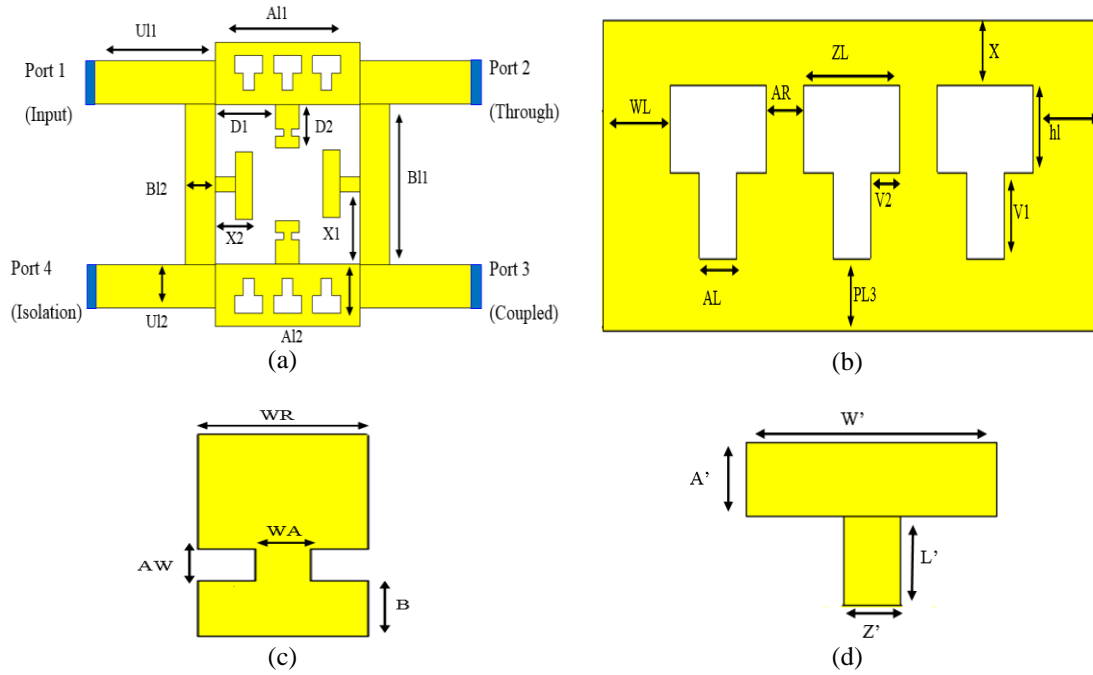 Al1
Ul1
Port 1
(Input)
Port 2
(Through)
D1
D2
Bl2
Bl1
X2
X1
Port 4
(Isolation)
Port 3
(Coupled)
Ul2
Al2
(a)
X
ZL
AR
WL
hl
V2
V1
AL
PL3
(b)
WR
WA
AW
B
(c)
W'
A'
L'
Z'
(d)